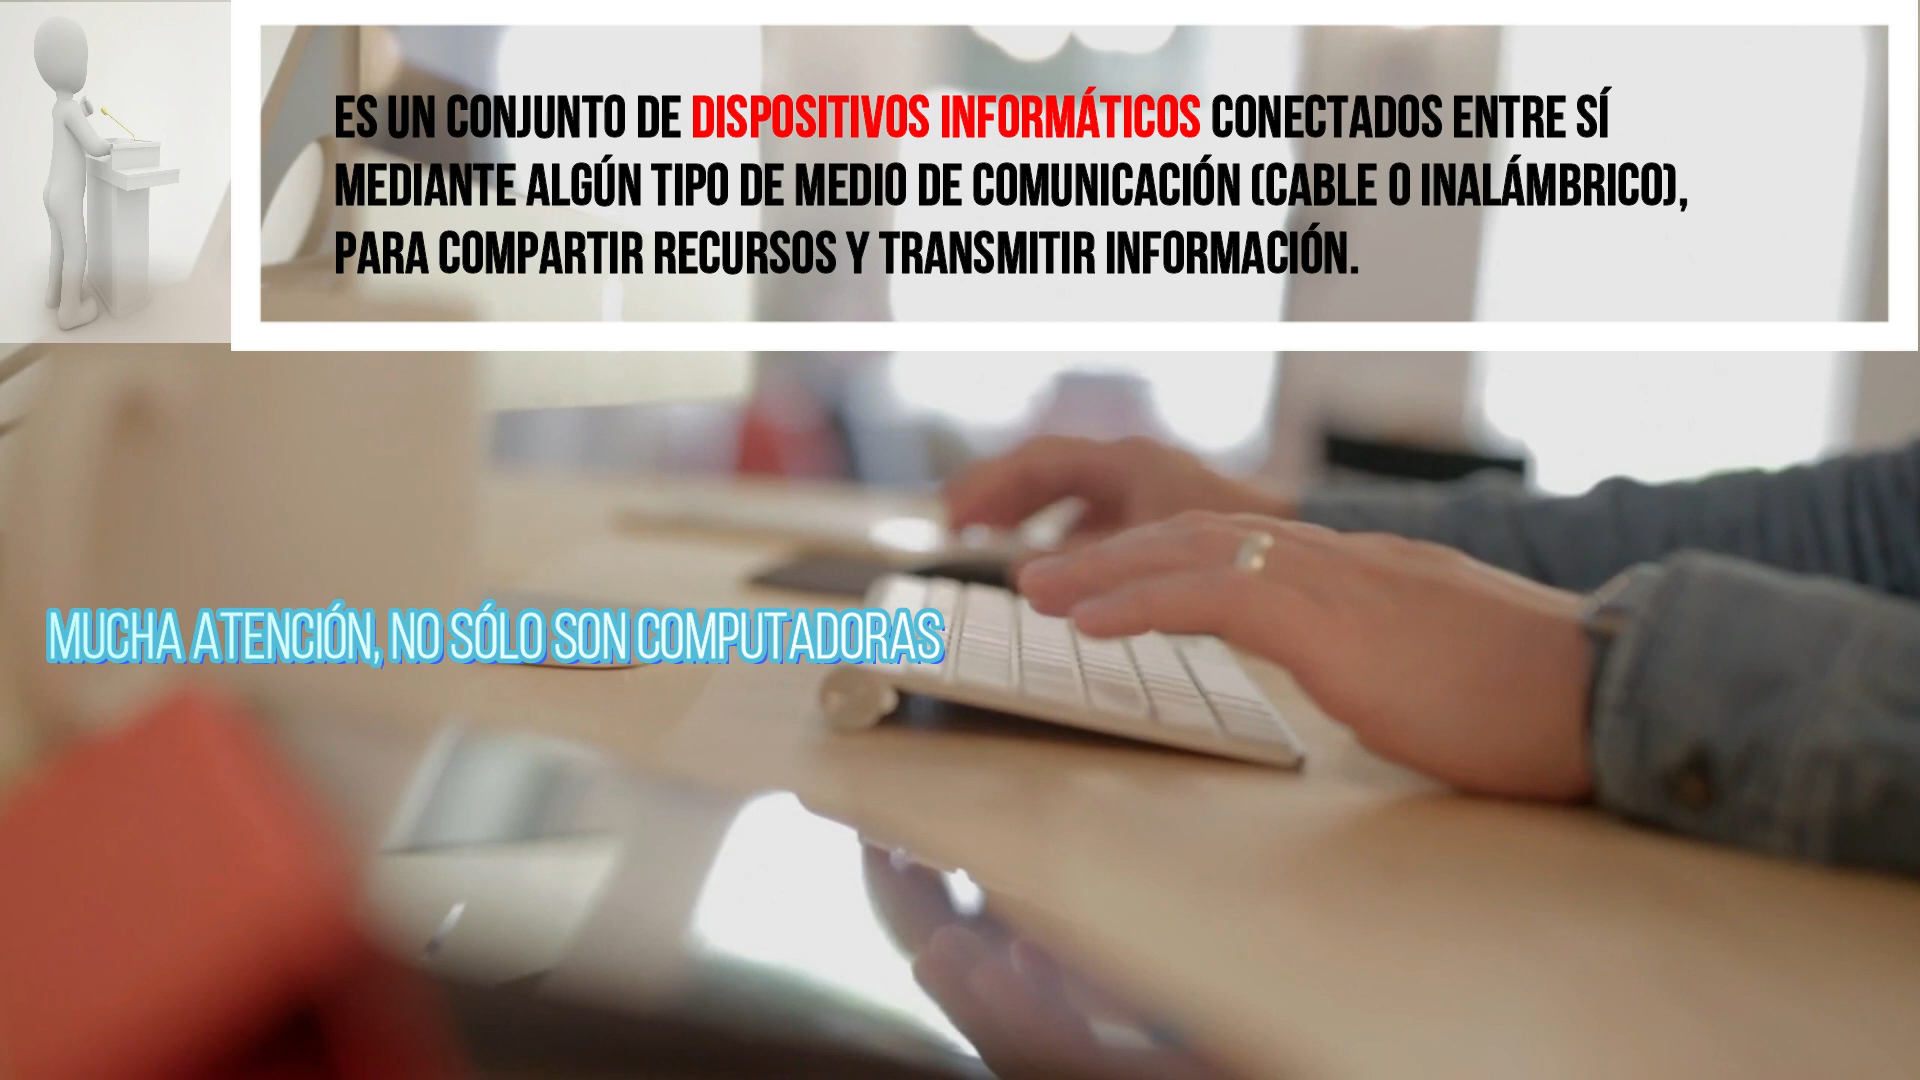 ES UN CONJUNTO DE DISPOSITIVOS INFORMÁTICOS CONECTADOS ENTRE SÍ
MEDIANTE ALGÚN TIPO DE MEDIO DE COMUNICACIÓN (CABLE O INALÁMBRICO),
PARA COMPARTIR RECURSOS Y TRANSMITIR INFORMACIÓN.
MUCHA ATENCIÓN, NO SÓLO SON COMPUTADORAS